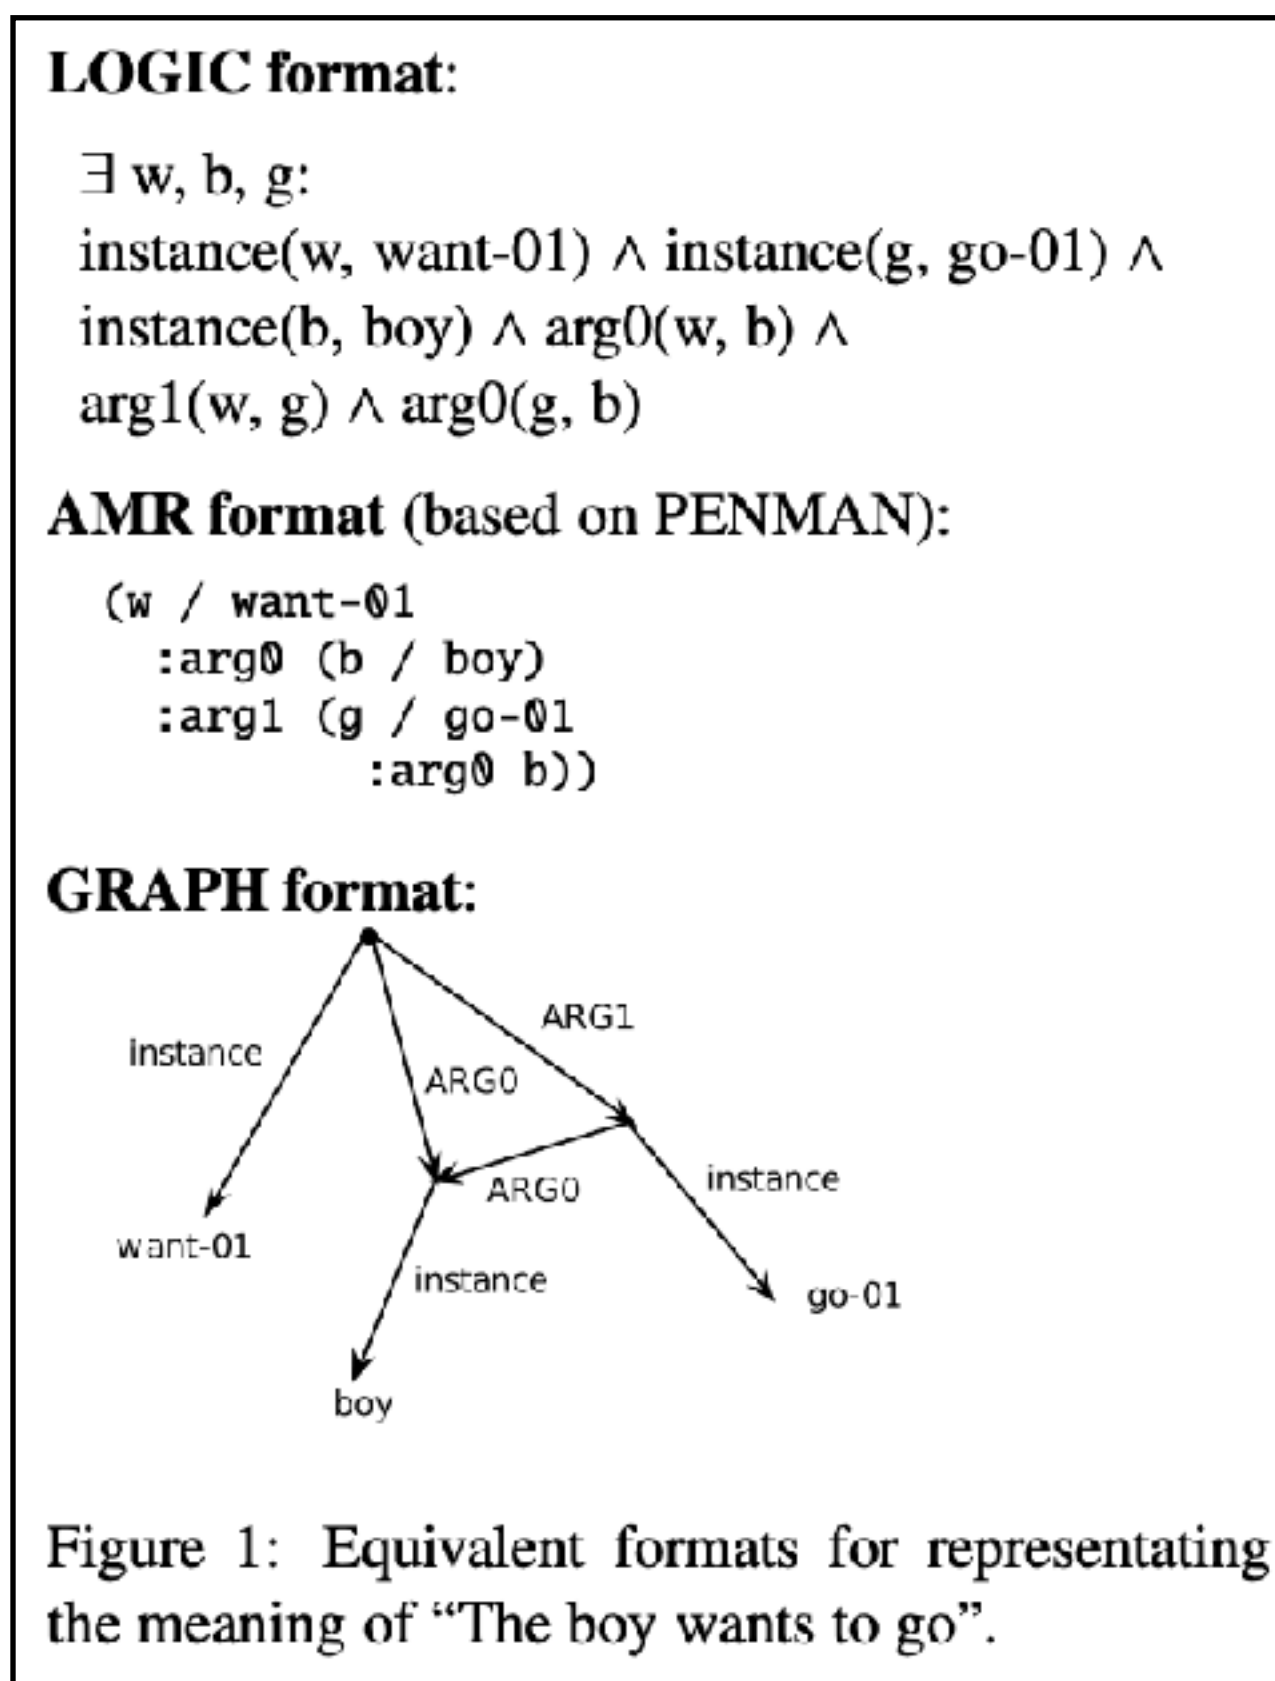 LOGIC format:
∃ w, b, g:
instance(w, want-01) ∧ instance(g, go-01) ∧
instance(b, boy) ∧ arg0(w, b) ∧
arg1(w, g) ∧ arg0(g, b)
AMR format (based on PENMAN):
(w / want-01
:arg0 (b / boy)
:arg1 (g / go-01
:arg0 b))
GRAPH format:
ARG1
instance
ARG0
instance
ARG0
want-01
instance
go-01
boy
Figure 1: Equivalent formats for representating
the meaning of “The boy wants to go”.